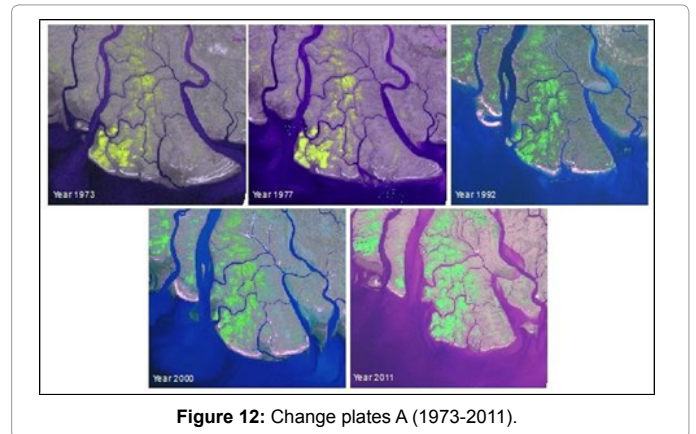 Year 1973
Year 1977
Year 1992
Year 2000
Year 2011
Figure 12: Change plates A (1973-2011).